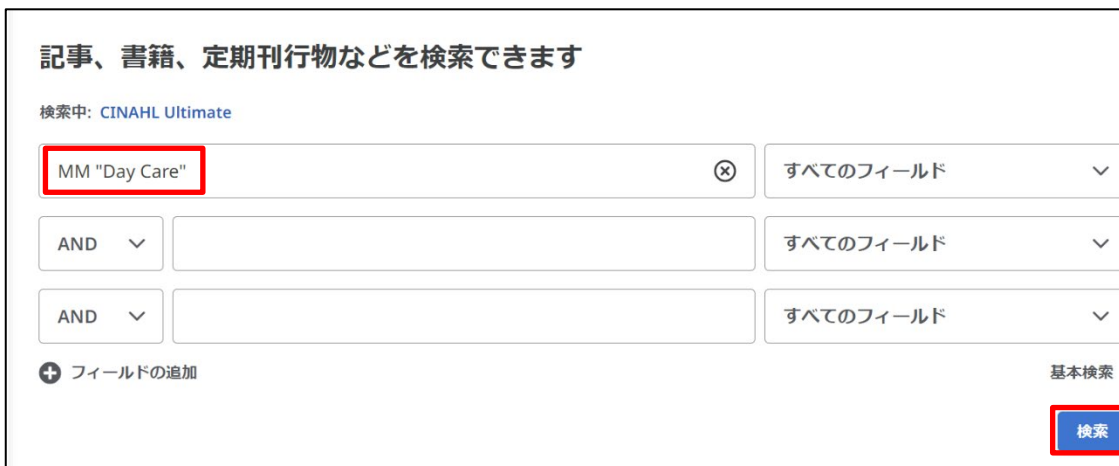 記事、書籍、定期刊行物などを検索できます
検索中: CINAHL Ultimate
MM "Day Care" すべてのフィールド
AND すべてのフィールド
AND すべてのフィールド
フィールドの追加 基本検索
検索